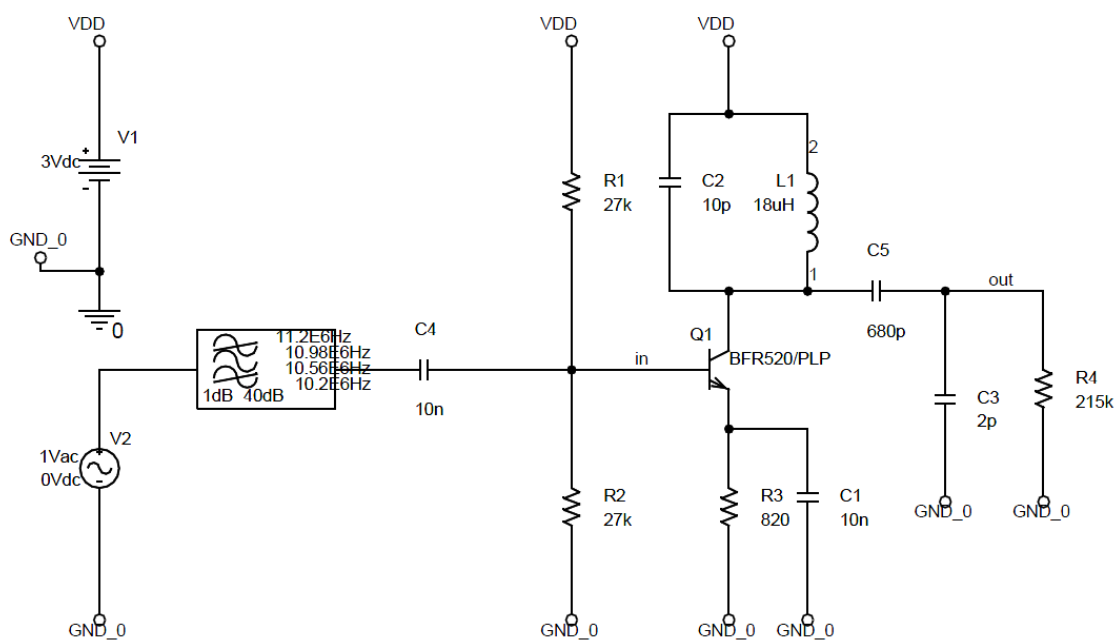 VDD
VDD
VDD
V1
3Vdc
+
-
GND_0
0
R1
27k
C2
10p
L1
18uH
2
1
C5
680p
out
11.2E6Hz
10.98E6Hz
10.56E6Hz
10.2E6Hz
1dB 40dB
C4
10n
in
Q1
BFR520/PLP
V2
1Vac
0Vdc
+
-
R2
27k
R3
820
C1
10n
C3
2p
R4
215k
GND_0
GND_0
GND_0
GND_0
GND_0
GND_0